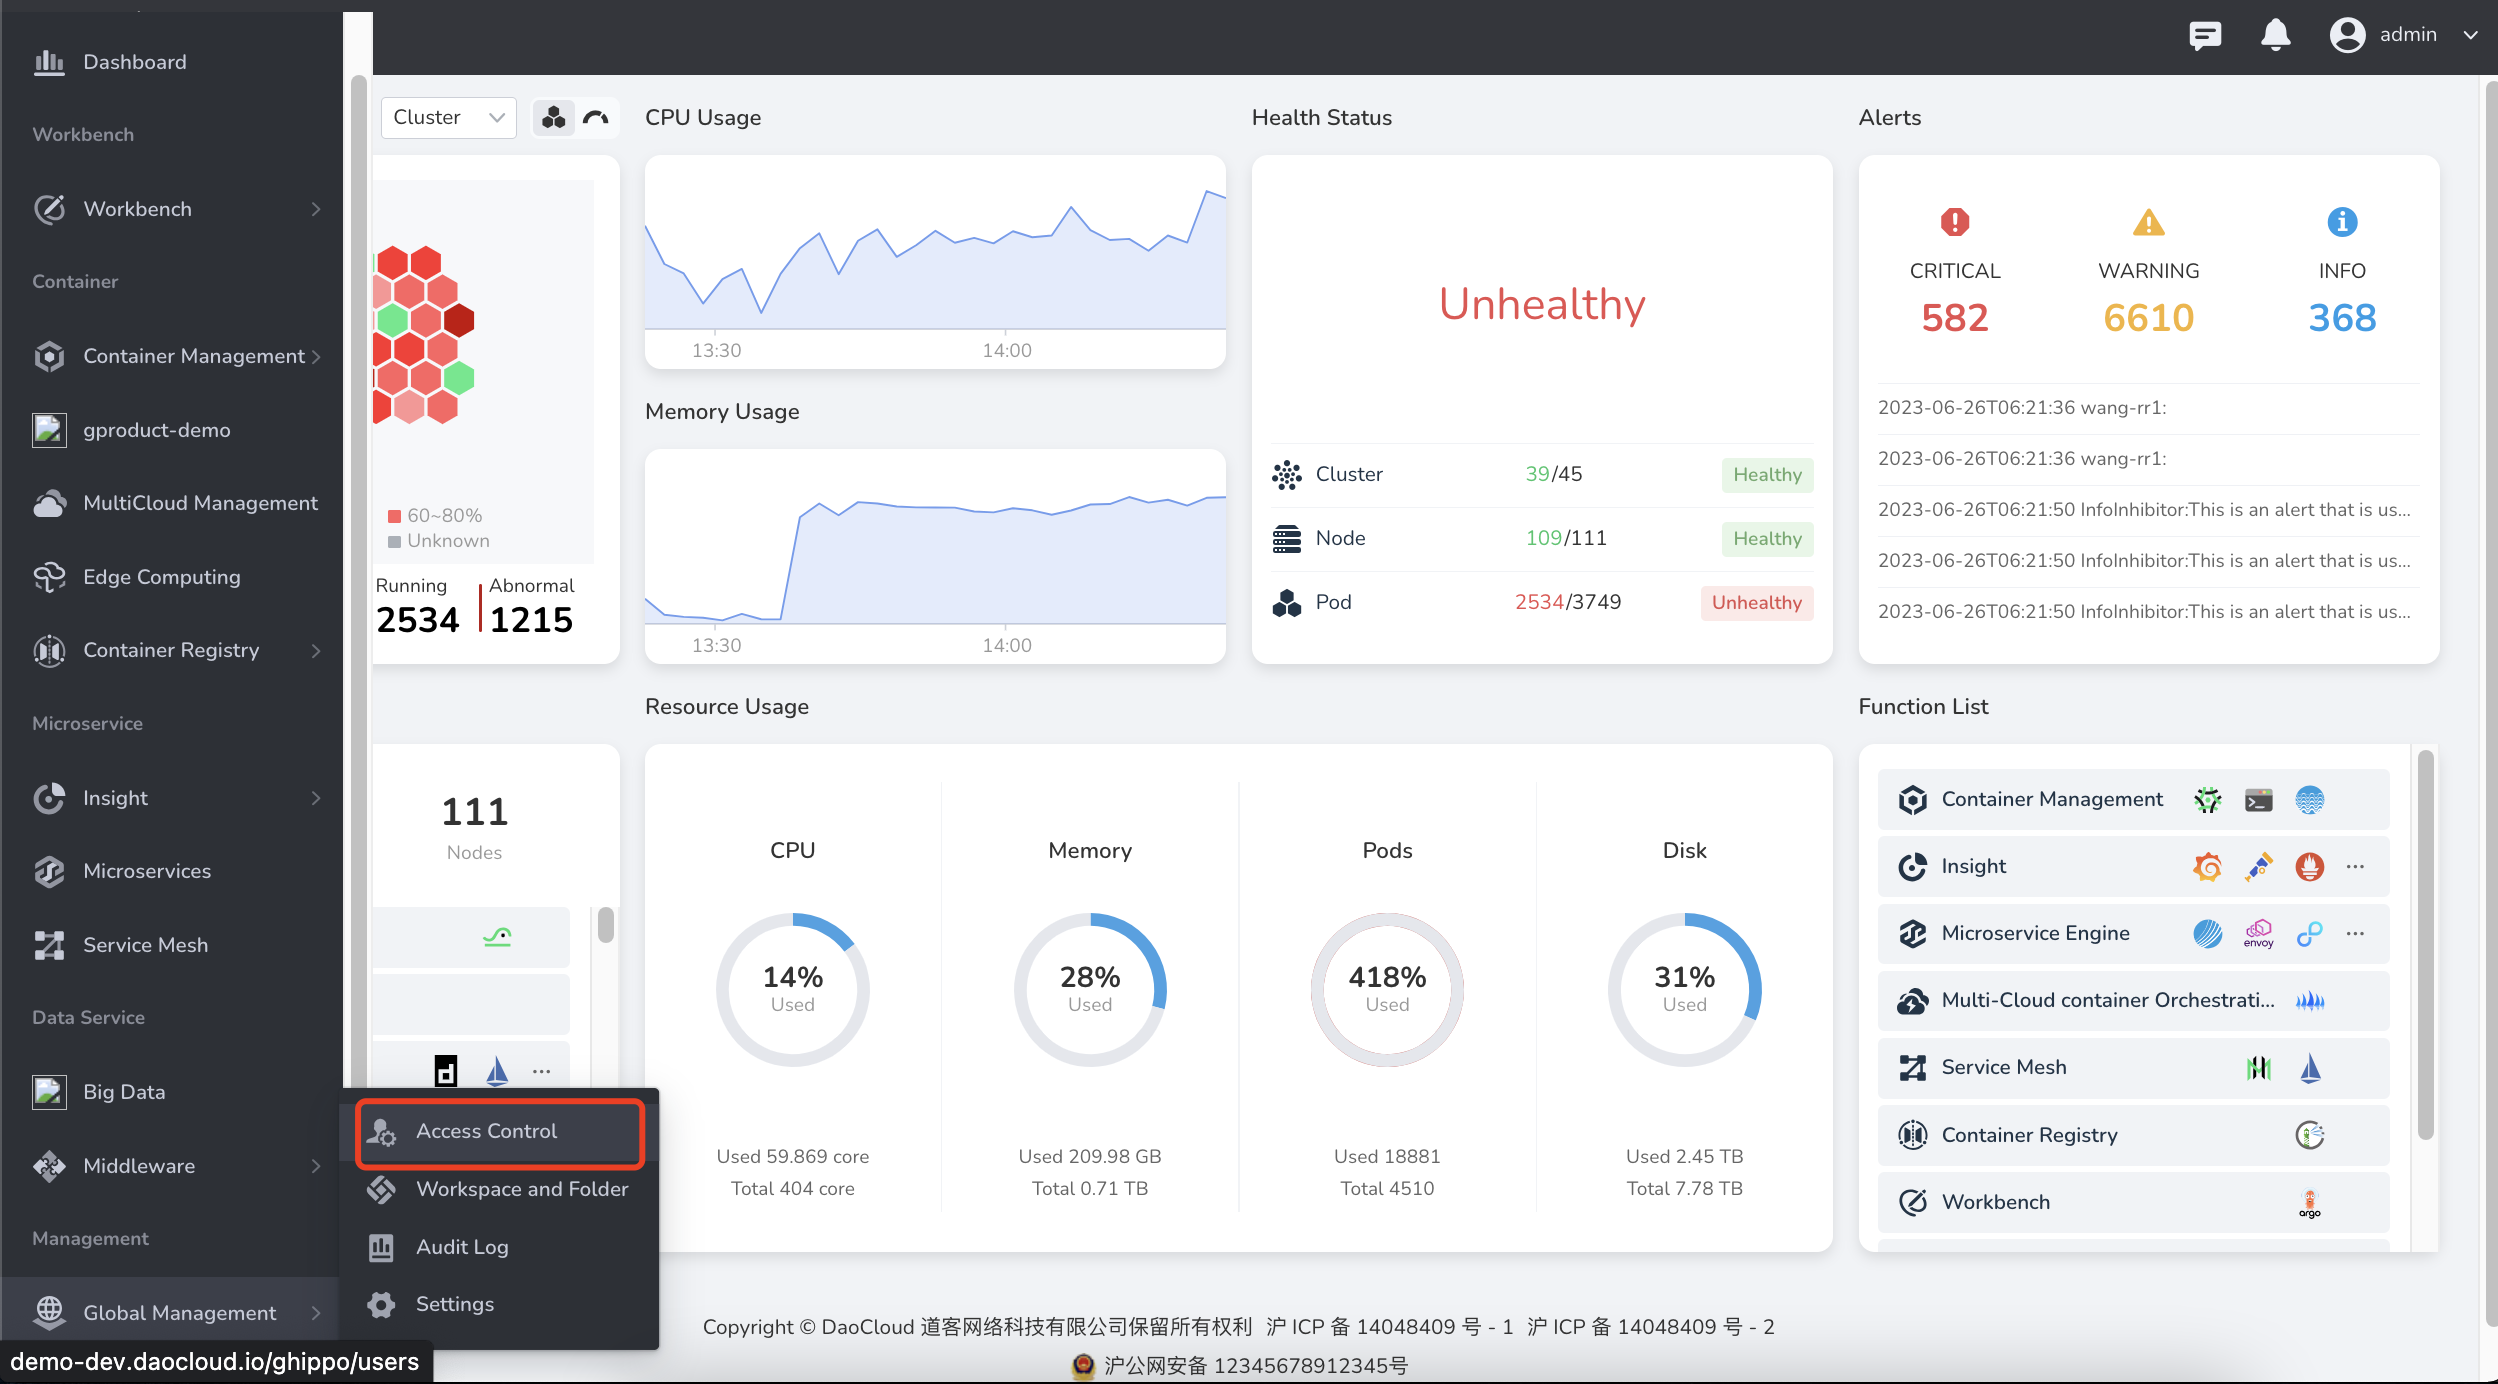 admin
Dashboard
Workbench
Workbench
Container
Container Management
gproduct-demo
MultiCloud Management
Edge Computing
Container Registry
Microservice
Insight
Microservices
Service Mesh
Data Service
Big Data
Middleware
Management
Global Management
demo-dev.daocloud.io/ghippo/users
Access Control
Workspace and Folder
Audit Log
Settings
Cluster
60~80%
Unknown
Running
2534
Abnormal
1215
111
Nodes
CPU Usage
13:30
14:00
Memory Usage
13:30
14:00
Health Status
Unhealthy
Cluster 39/45 Healthy
Node 109/111 Healthy
Pod 2534/3749 Unhealthy
Alerts
CRITICAL
582
WARNING
6610
INFO
368
2023-06-26T06:21:36 wang-rr1:
2023-06-26T06:21:36 wang-rr1:
2023-06-26T06:21:50 InfoInhibitor:This is an alert that is us...
2023-06-26T06:21:50 InfoInhibitor:This is an alert that is us...
2023-06-26T06:21:50 InfoInhibitor:This is an alert that is us...
Resource Usage
CPU
14%
Used
Used 59.869 core
Total 404 core
Memory
28%
Used
Used 209.98 GB
Total 0.71 TB
Pods
418%
Used
Used 18881
Total 4510
Disk
31%
Used
Used 2.45 TB
Total 7.78 TB
Function List
Container Management
Insight
Microservice Engine
envoy
Multi-Cloud container Orchestrati...
Service Mesh
Container Registry
Workbench
argo
Copyright © DaoCloud 道客网络科技有限公司保留所有权利 沪 ICP 备 14048409 号 - 1 沪 ICP 备 14048409 号 - 2
沪公网安备 12345678912345号